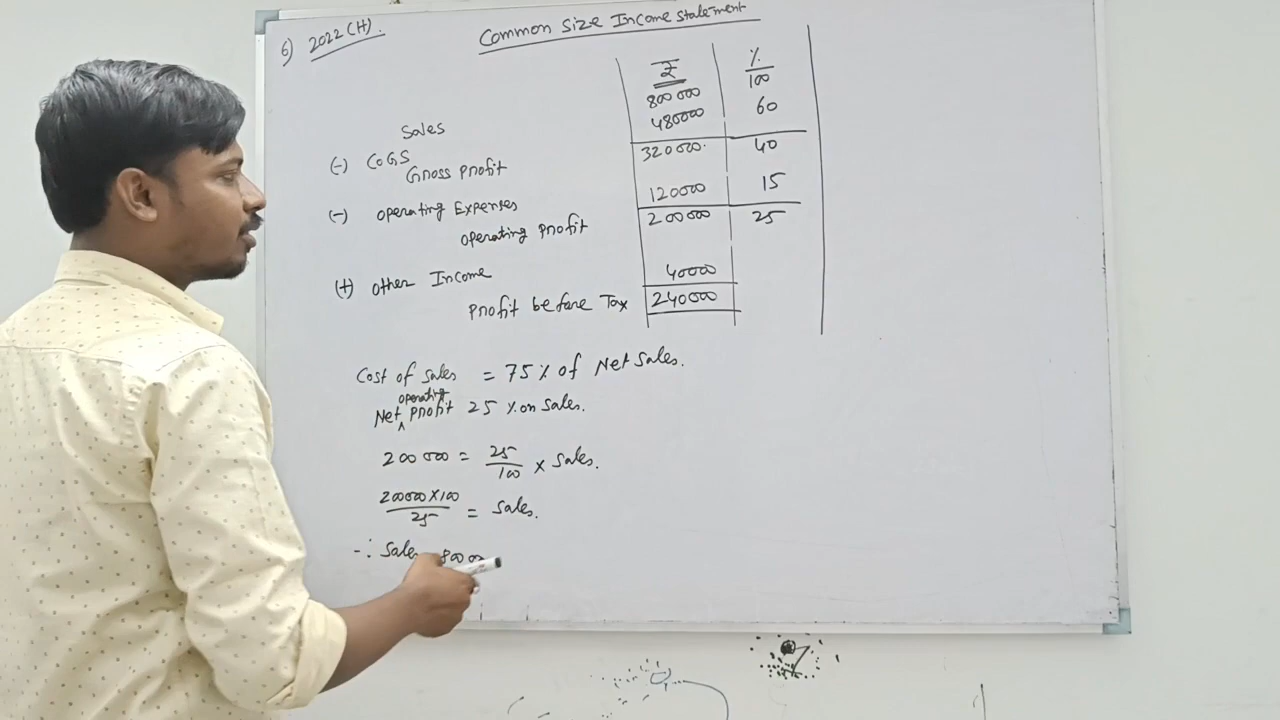 6) 2022 (H).
Common Size Income Statement
₹ %
Sales 800000 100
(-) COGS 480000 60
Gross Profit 320000 40
(-) Operating Expenses 120000 15
Operating Profit 200000 25
(+) Other Income 40000
Profit before Tax 240000
Cost of Sales = 75% of Net Sales.
Net operating Profit 25 % on Sales.
200000 = 25/100 × Sales.
200000×100/25 = Sales.
∴ Sales